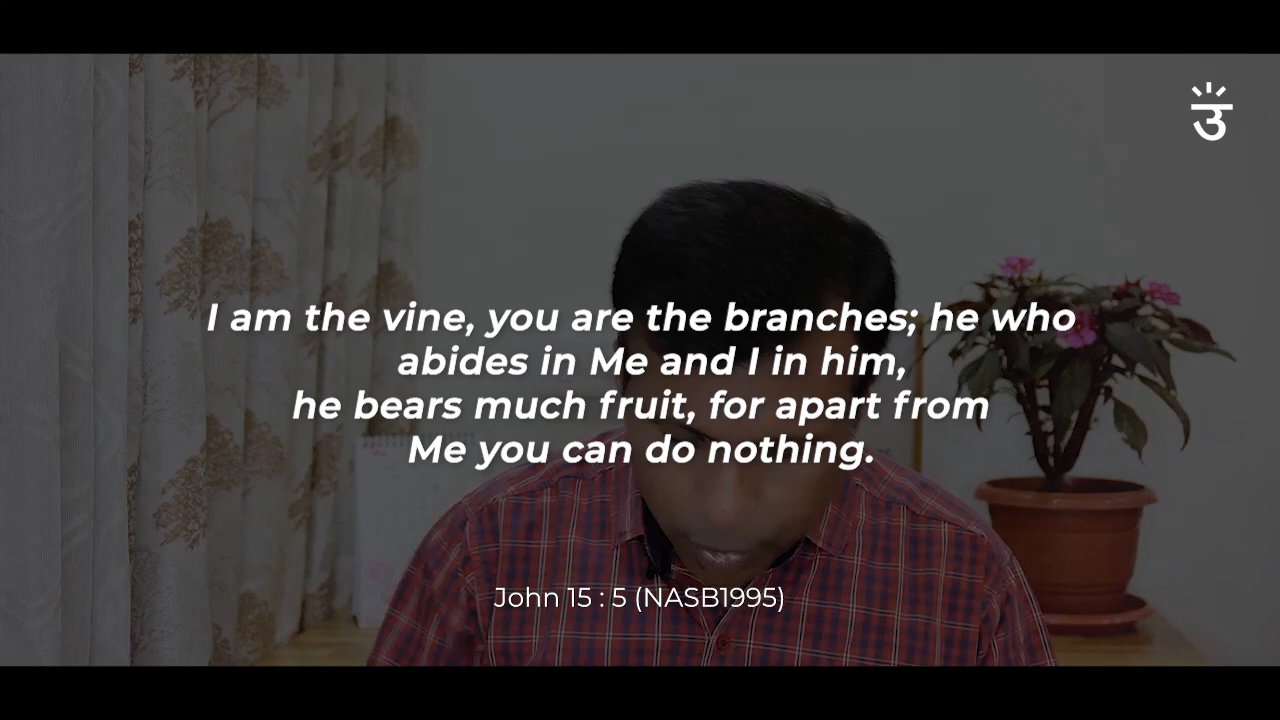 उ
I am the vine, you are the branches; he who
abides in Me and I in him,
he bears much fruit, for apart from
Me you can do nothing.
John 15 : 5 (NASB1995)